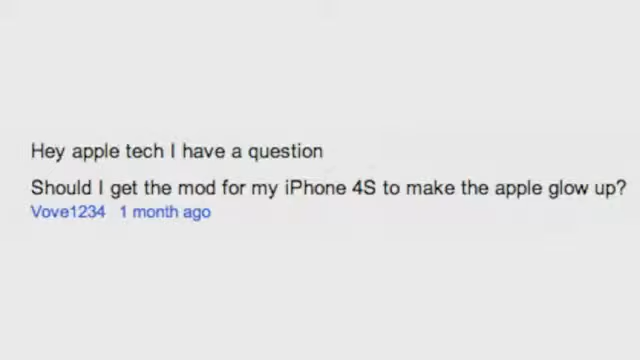 Hey apple tech I have a question
Should I get the mod for my iPhone 4S to make the apple glow up?
Vove1234 1 month ago